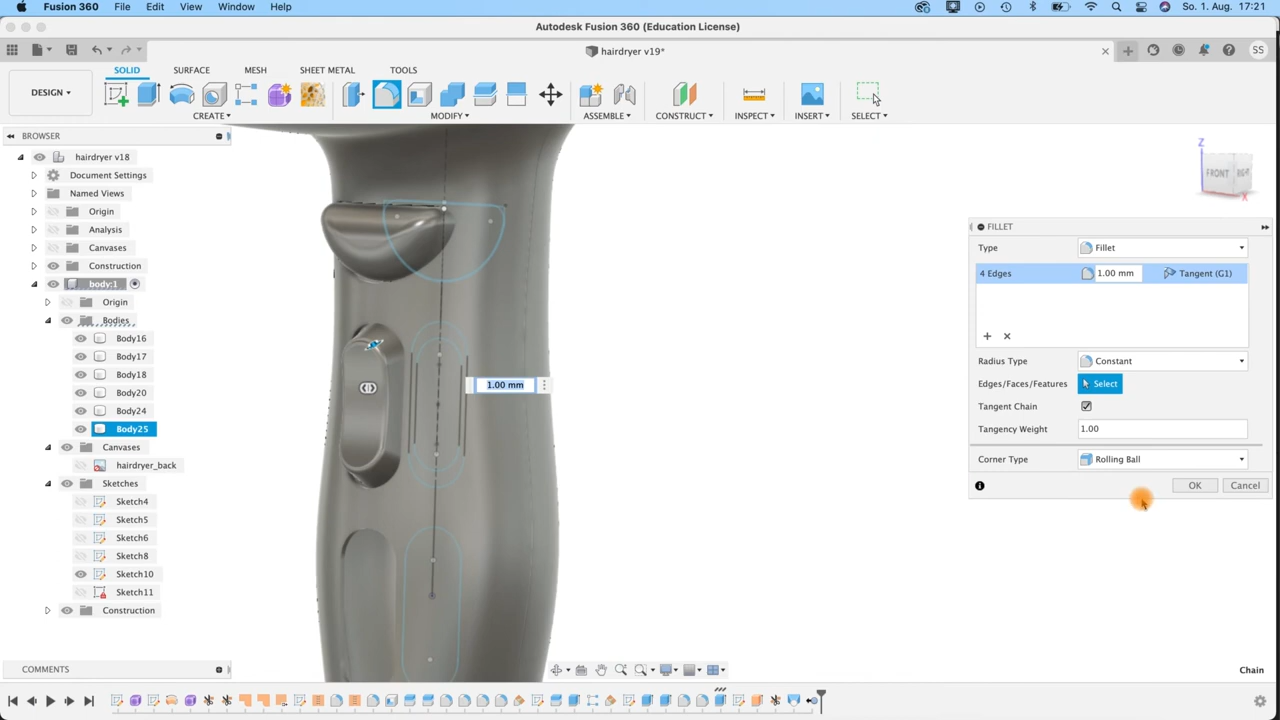 Fusion 360 File Edit View Window Help So. 1. Aug. 17:21
Autodesk Fusion 360 (Education License)
hairdryer v19*
SS
SOLID SURFACE MESH SHEET METAL TOOLS
DESIGN
CREATE MODIFY ASSEMBLE CONSTRUCT INSPECT INSERT SELECT
BROWSER
hairdryer v18
Document Settings
Named Views
Origin
Analysis
Canvases
Construction
body:1
Origin
Bodies
Body16
Body17
Body18
Body20
Body24
Body25
Canvases
hairdryer_back
Sketches
Sketch4
Sketch5
Sketch6
Sketch8
Sketch10
Sketch11
Construction
COMMENTS
1.00 mm
Z
FRONT
X
FILLET
Type Fillet
4 Edges 1.00 mm Tangent (G1)
Radius Type Constant
Edges/Faces/Features Select
Tangent Chain
Tangency Weight 1.00
Corner Type Rolling Ball
OK Cancel
Chain